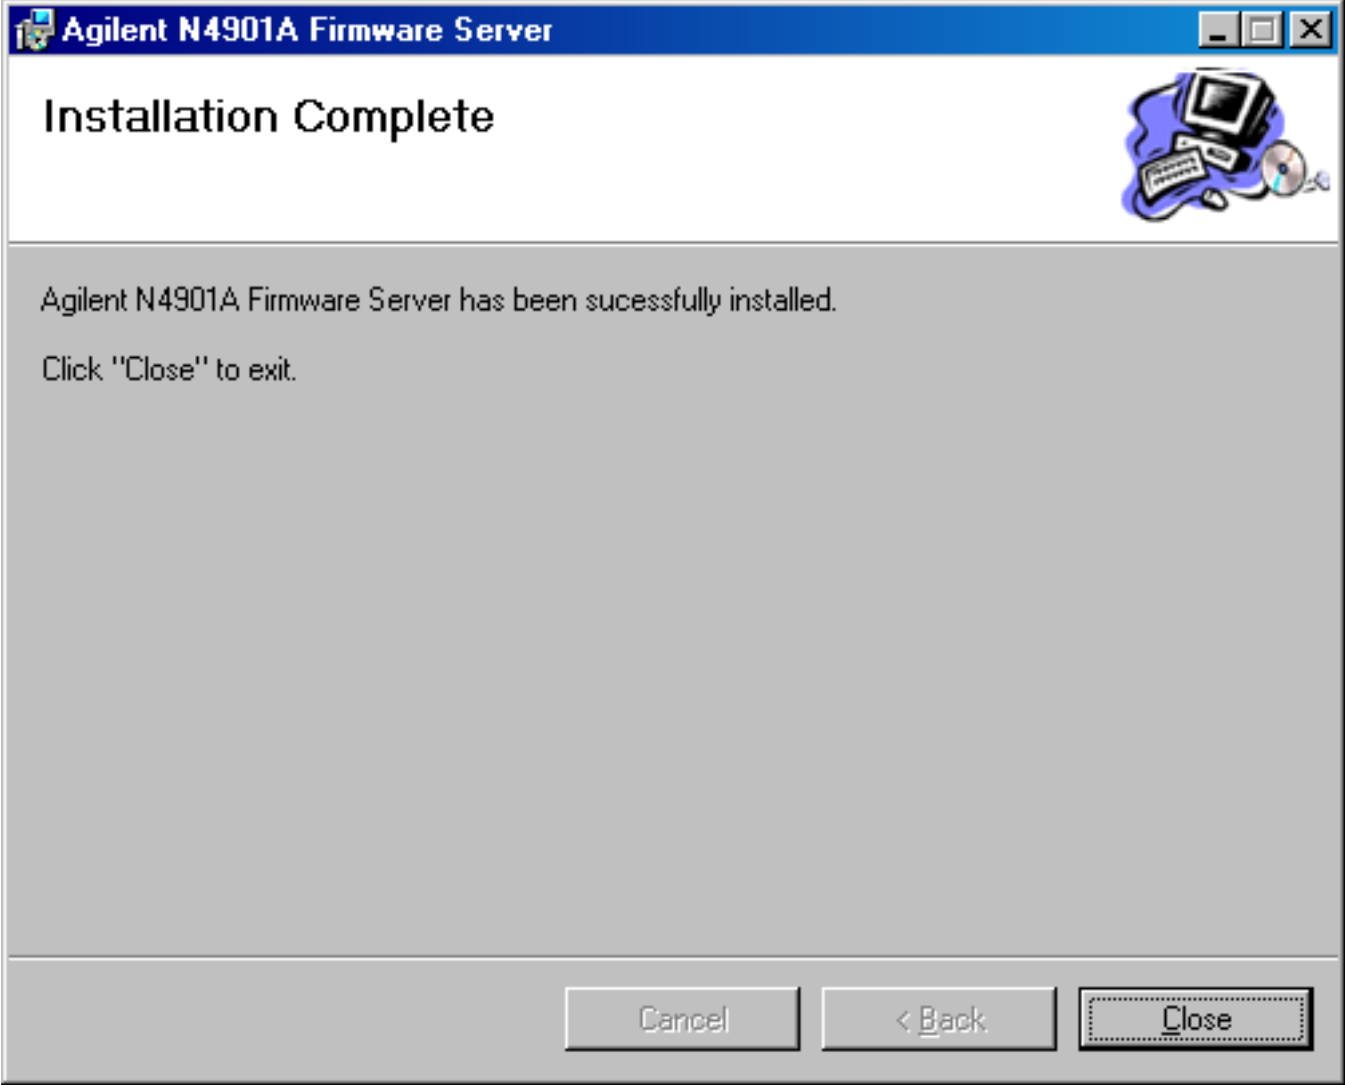 Agilent N4901A Firmware Server
Installation Complete
Agilent N4901A Firmware Server has been sucessfully installed.
Click "Close" to exit.
Cancel
< Back
Close